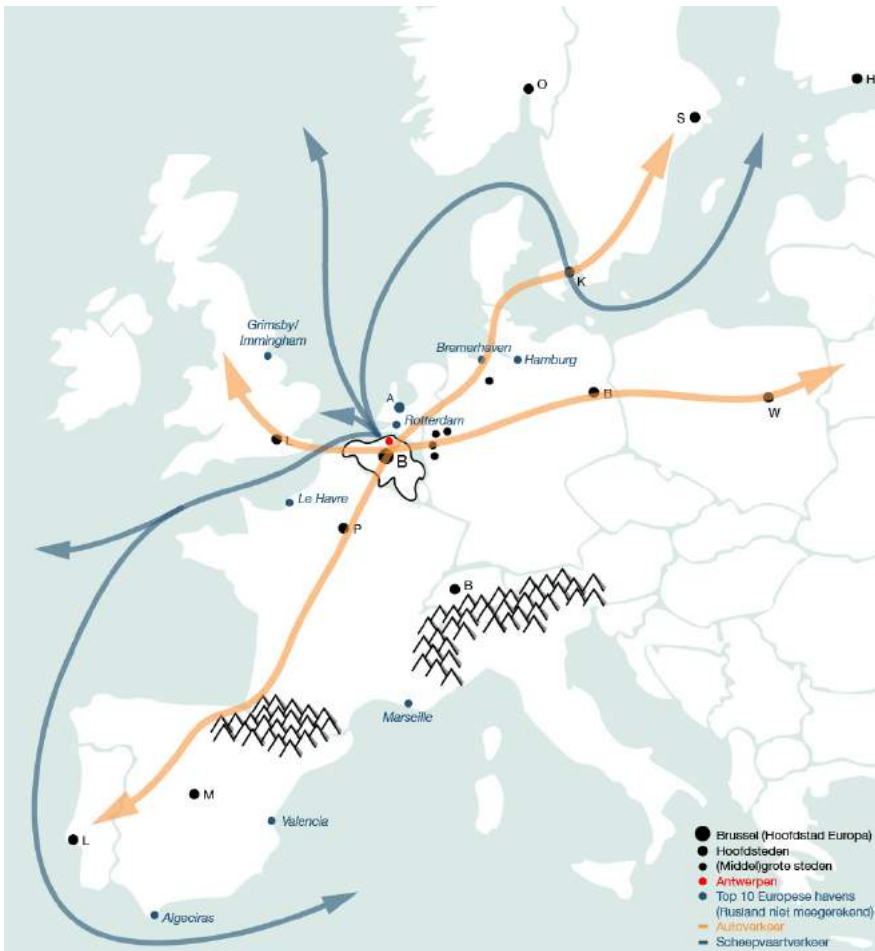 O
H
S
K
Grimsby/
Immingham
Bremerhaven
Hamburg
A
Rotterdam
B
W
L
B
Le Havre
P
B
Marseille
M
Valencia
L
Algeciras
Brussel (Hoofdstad Europa)
Hoofdsteden
(Middel)grote steden
Antwerpen
Top 10 Europese havens
(Rusland niet meegerekend)
Autoverkeer
Scheepvaartverkeer